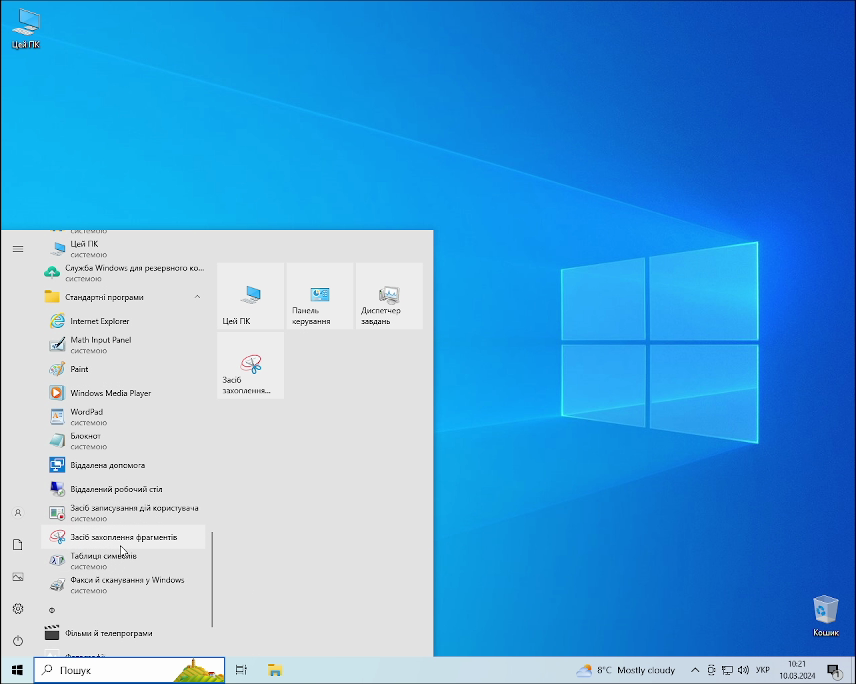 Цей ПК
системою
Цей ПК
системою
Служба Windows для резервного ко...
системою
Стандартні програми
Internet Explorer
Math Input Panel
системою
Paint
Windows Media Player
WordPad
системою
Блокнот
системою
Віддалена допомога
Віддалений робочий стіл
Засіб записування дій користувача
системою
Засіб захоплення фрагментів
Таблиця символів
системою
Факси й сканування у Windows
системою
Ф
Фільми й телепрограми
Цей ПК
Панель
керування
Диспетчер
завдань
Засіб
захоплення...
Кошик
Пошук
8°C Mostly cloudy
УКР
10:21
10.03.2024
1